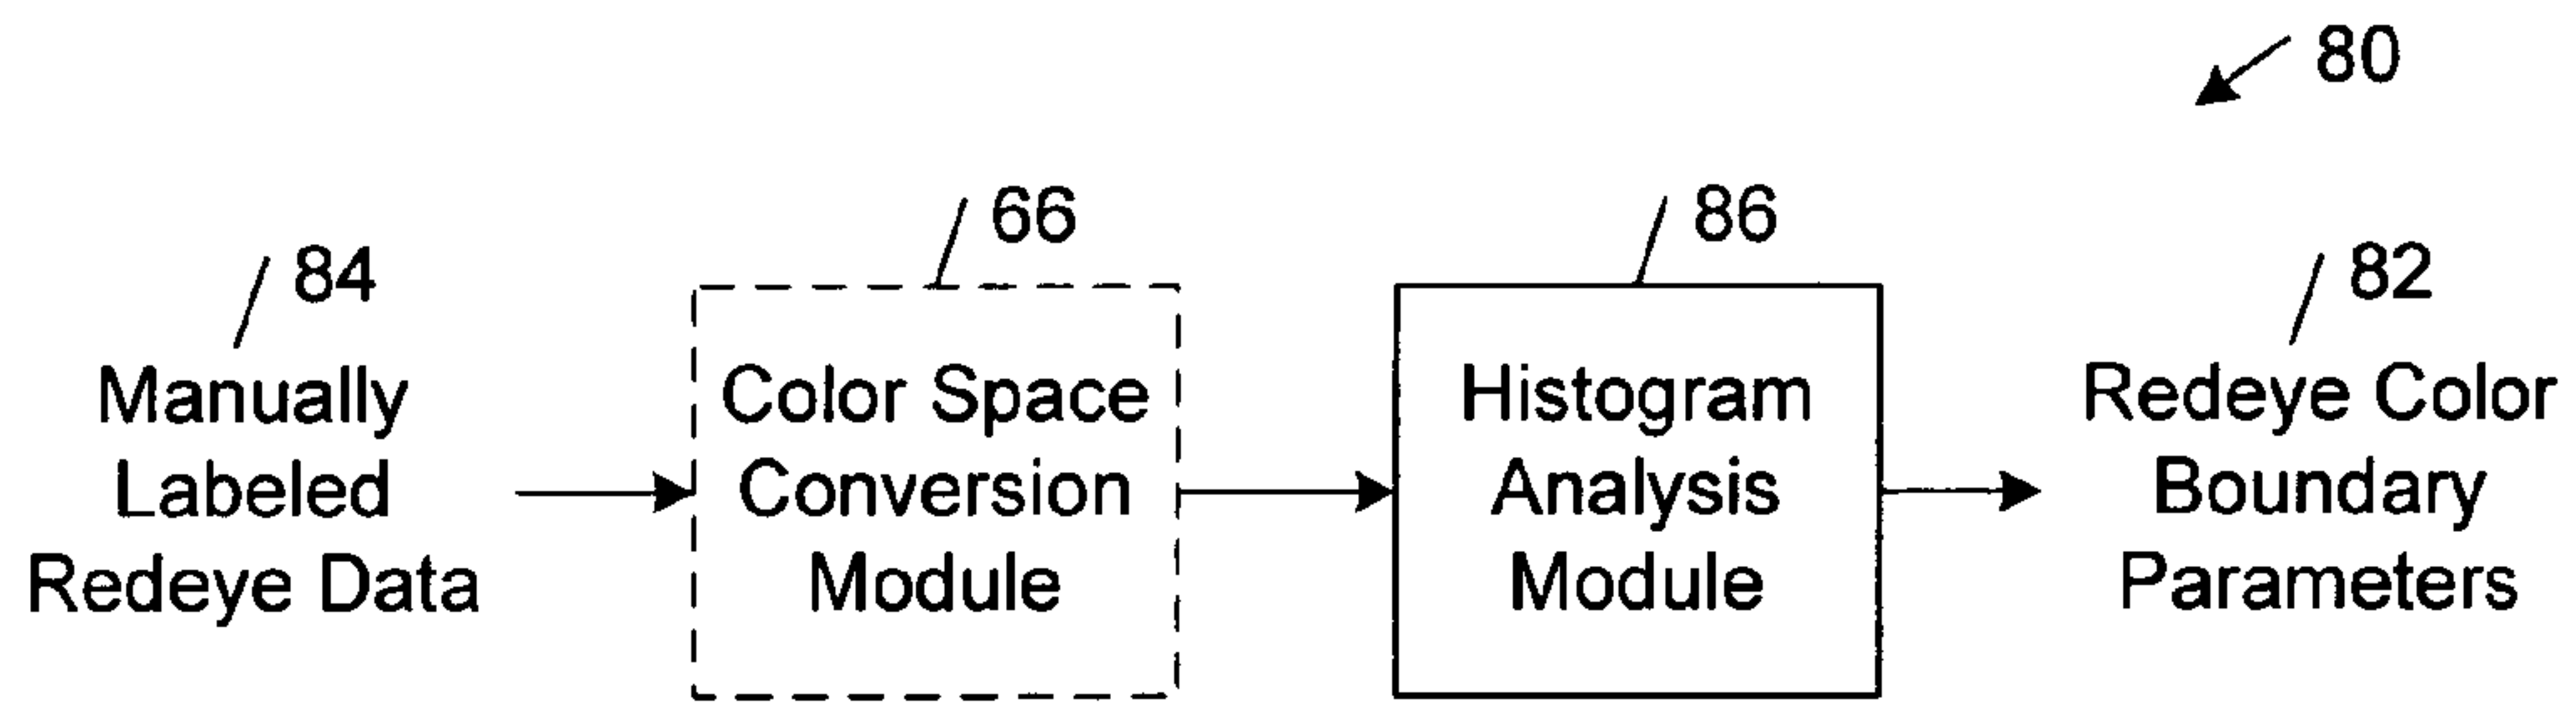 80
66
86
84
82
Manually
Labeled
Redeye Data
Color Space
Conversion
Module
Histogram
Analysis
Module
Redeye Color
Boundary
Parameters